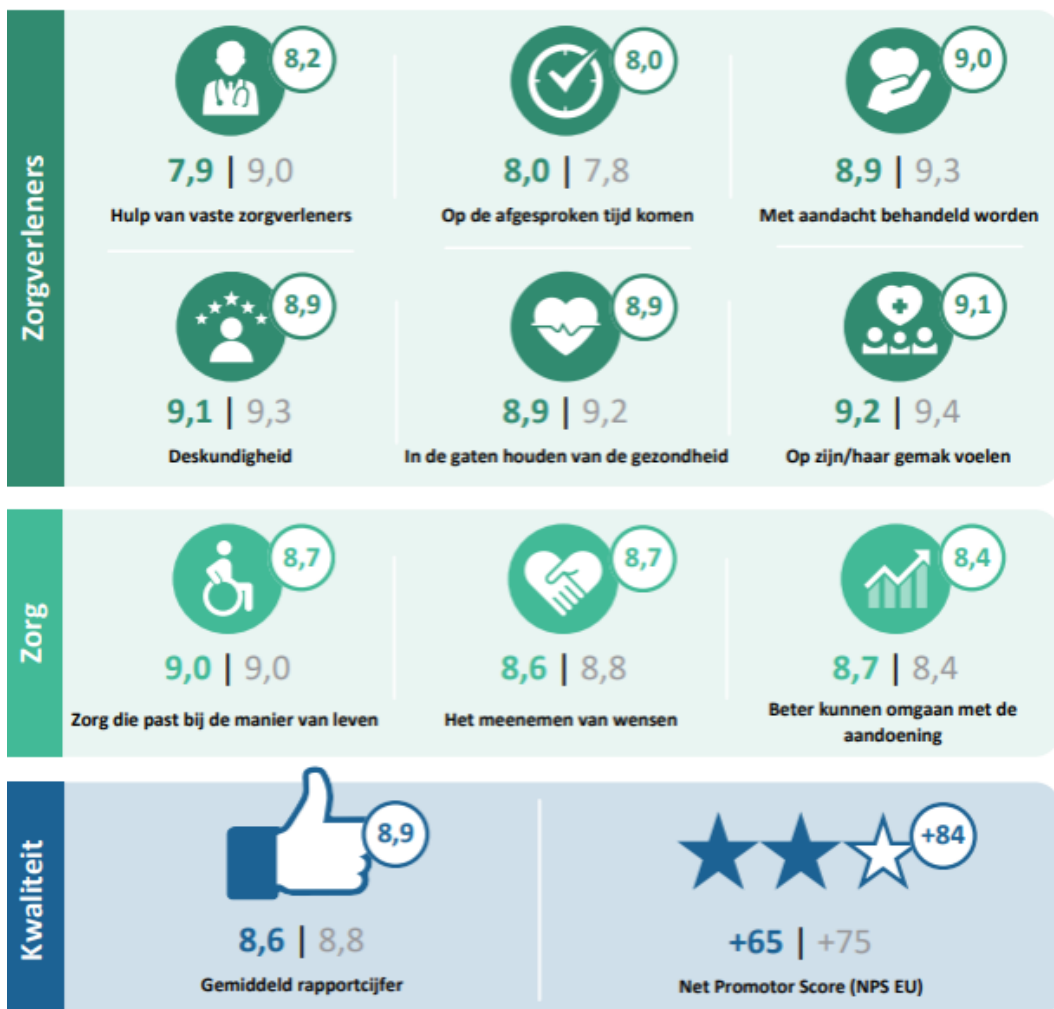 Zorgverleners
8,2
8,0
9,0
7,9 | 9,0
8,0 | 7,8
8,9 | 9,3
Hulp van vaste zorgverleners
Op de afgesproken tijd komen
Met aandacht behandeld worden
8,9
8,9
9,1
9,1 | 9,3
8,9 | 9,2
9,2 | 9,4
Deskundigheid
In de gaten houden van de gezondheid
Op zijn/haar gemak voelen
Zorg
8,7
8,7
8,4
9,0 | 9,0
8,6 | 8,8
8,7 | 8,4
Zorg die past bij de manier van leven
Het meenemen van wensen
Beter kunnen omgaan met de
aandoening
Kwaliteit
8,9
+84
8,6 | 8,8
+65 | +75
Gemiddeld rapportcijfer
Net Promotor Score (NPS EU)